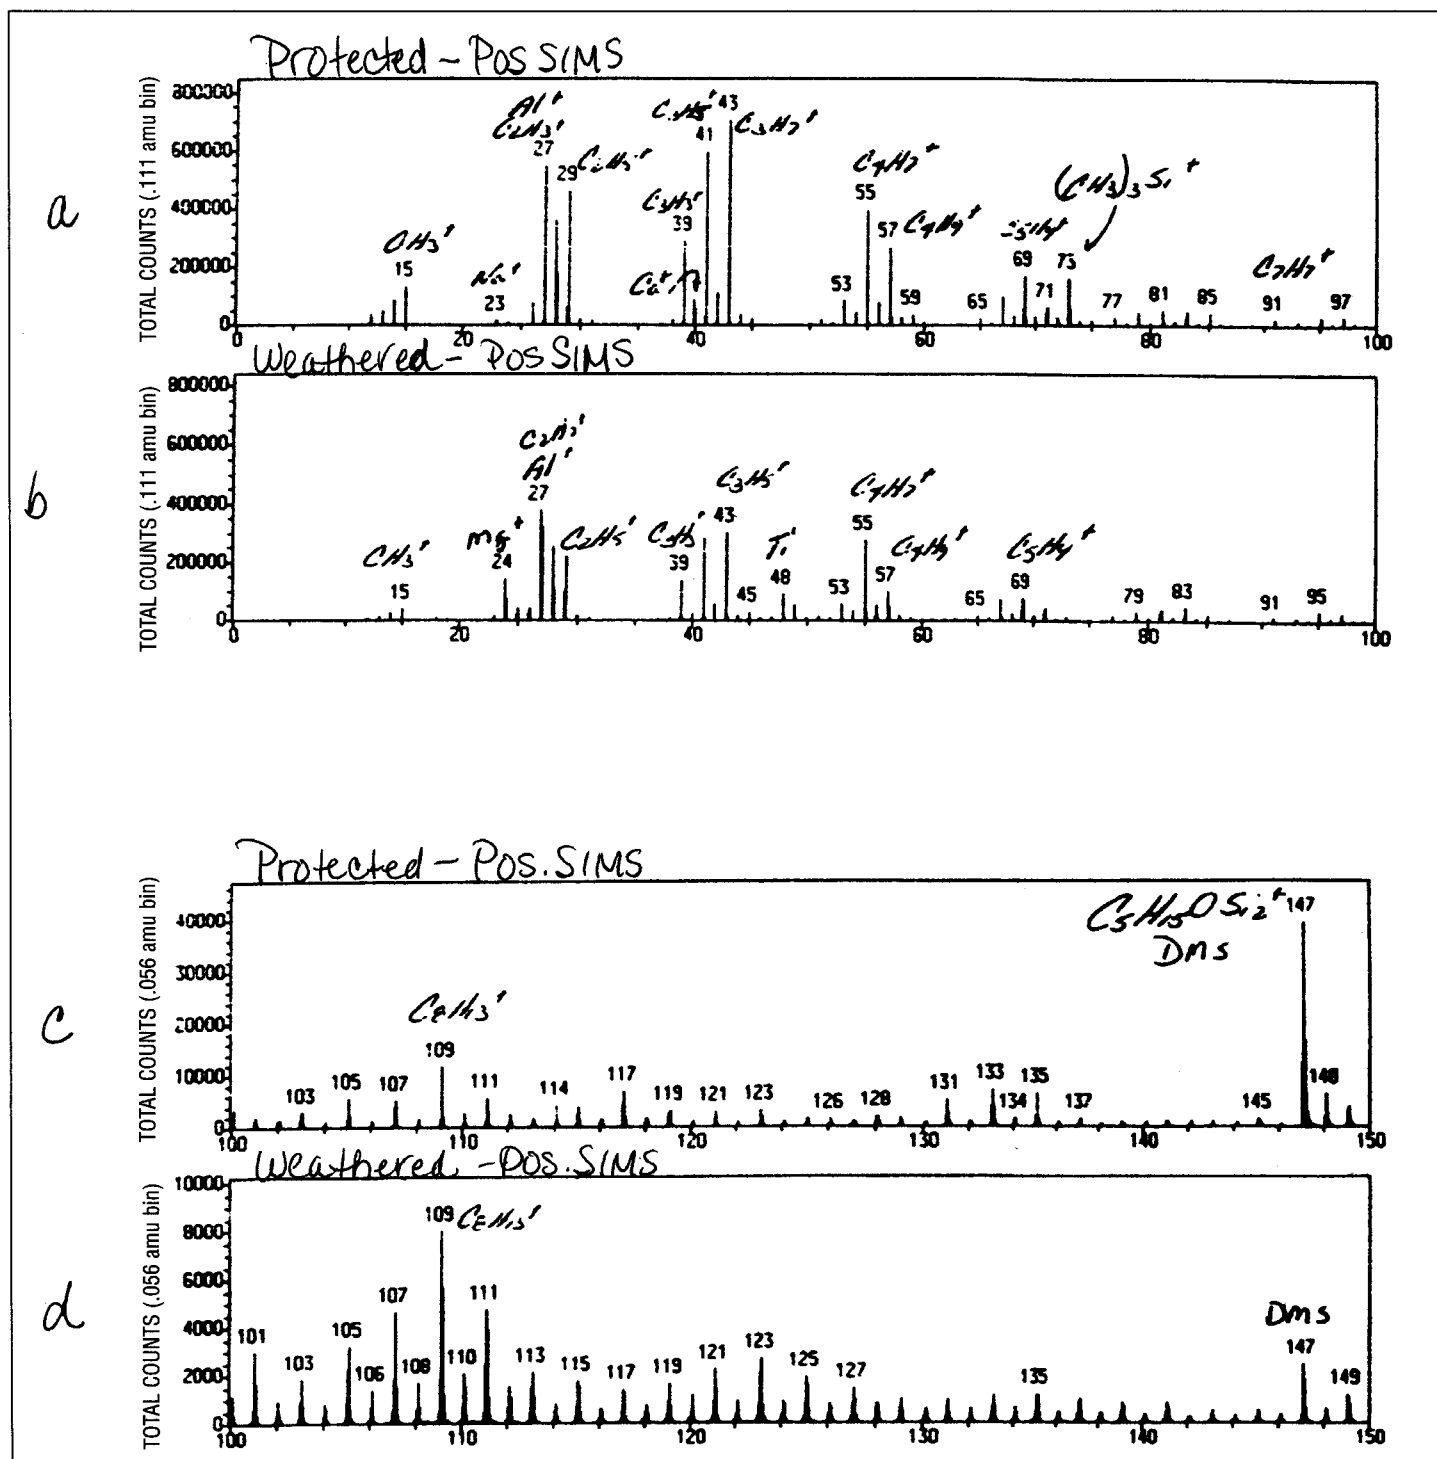 Protected - Pos SIMS
a
TOTAL COUNTS (.111 amu bin)
800000
600000
400000
200000
0
CH3+
15
Na+
23
Al+
C2H3+
27
29 C2H5+
C3H3+
39
Ca+
C3H5+
41
43
C3H7+
53
C4H7+
55
57 C4H9+
59
65
69
71
73
(CH3)3Si+
77
81
85
C7H7+
91
97
0 20 40 60 80 100
Weathered - Pos SIMS
b
TOTAL COUNTS (.111 amu bin)
800000
600000
400000
200000
0
CH3+
15
Mg+
24
Al+
27
C2H5+
C3H3+
39
C3H5+
43
45
Ti+
48
53
C4H7+
55
57
C4H9+
65
69
79
83
91
95
0 20 40 60 80 100
Protected - Pos. SIMS
c
TOTAL COUNTS (.056 amu bin)
40000
30000
20000
10000
0
103
105
107
109
111
114
117
119
121
123
126
128
131
133
134
135
137
145
C5H15OSi2+ 147
DMS
148
100 110 120 130 140 150
Weathered - Pos. SIMS
d
TOTAL COUNTS (.056 amu bin)
10000
8000
6000
4000
2000
0
101
103
105
106
107
108
109 C8H13+
110
111
113
115
117
119
121
123
125
127
135
DMS
147
149
100 110 120 130 140 150